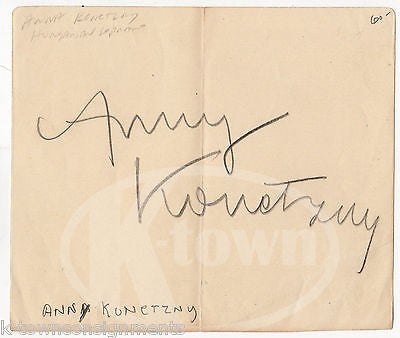 ANNA KONETZNY
HUNGARIAN SOPRANO
60-
Anny
Konetzny
K-town
ANNA KONETZNY
k-townconsignments